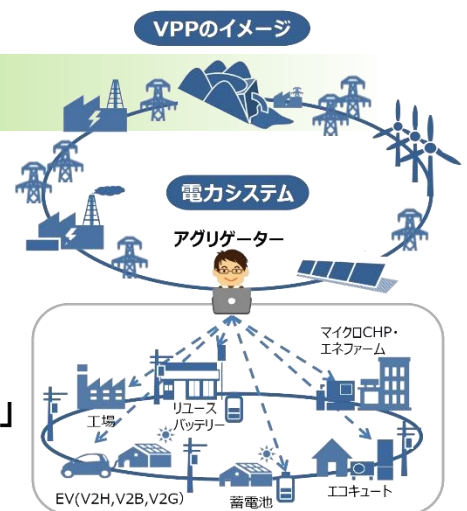 VPPのイメージ
電力システム
アグリゲーター
マイクロCHP・
エネファーム
工場
リユース
バッテリー
」
EV(V2H,V2B,V2G)
蓄電池
エコキュート